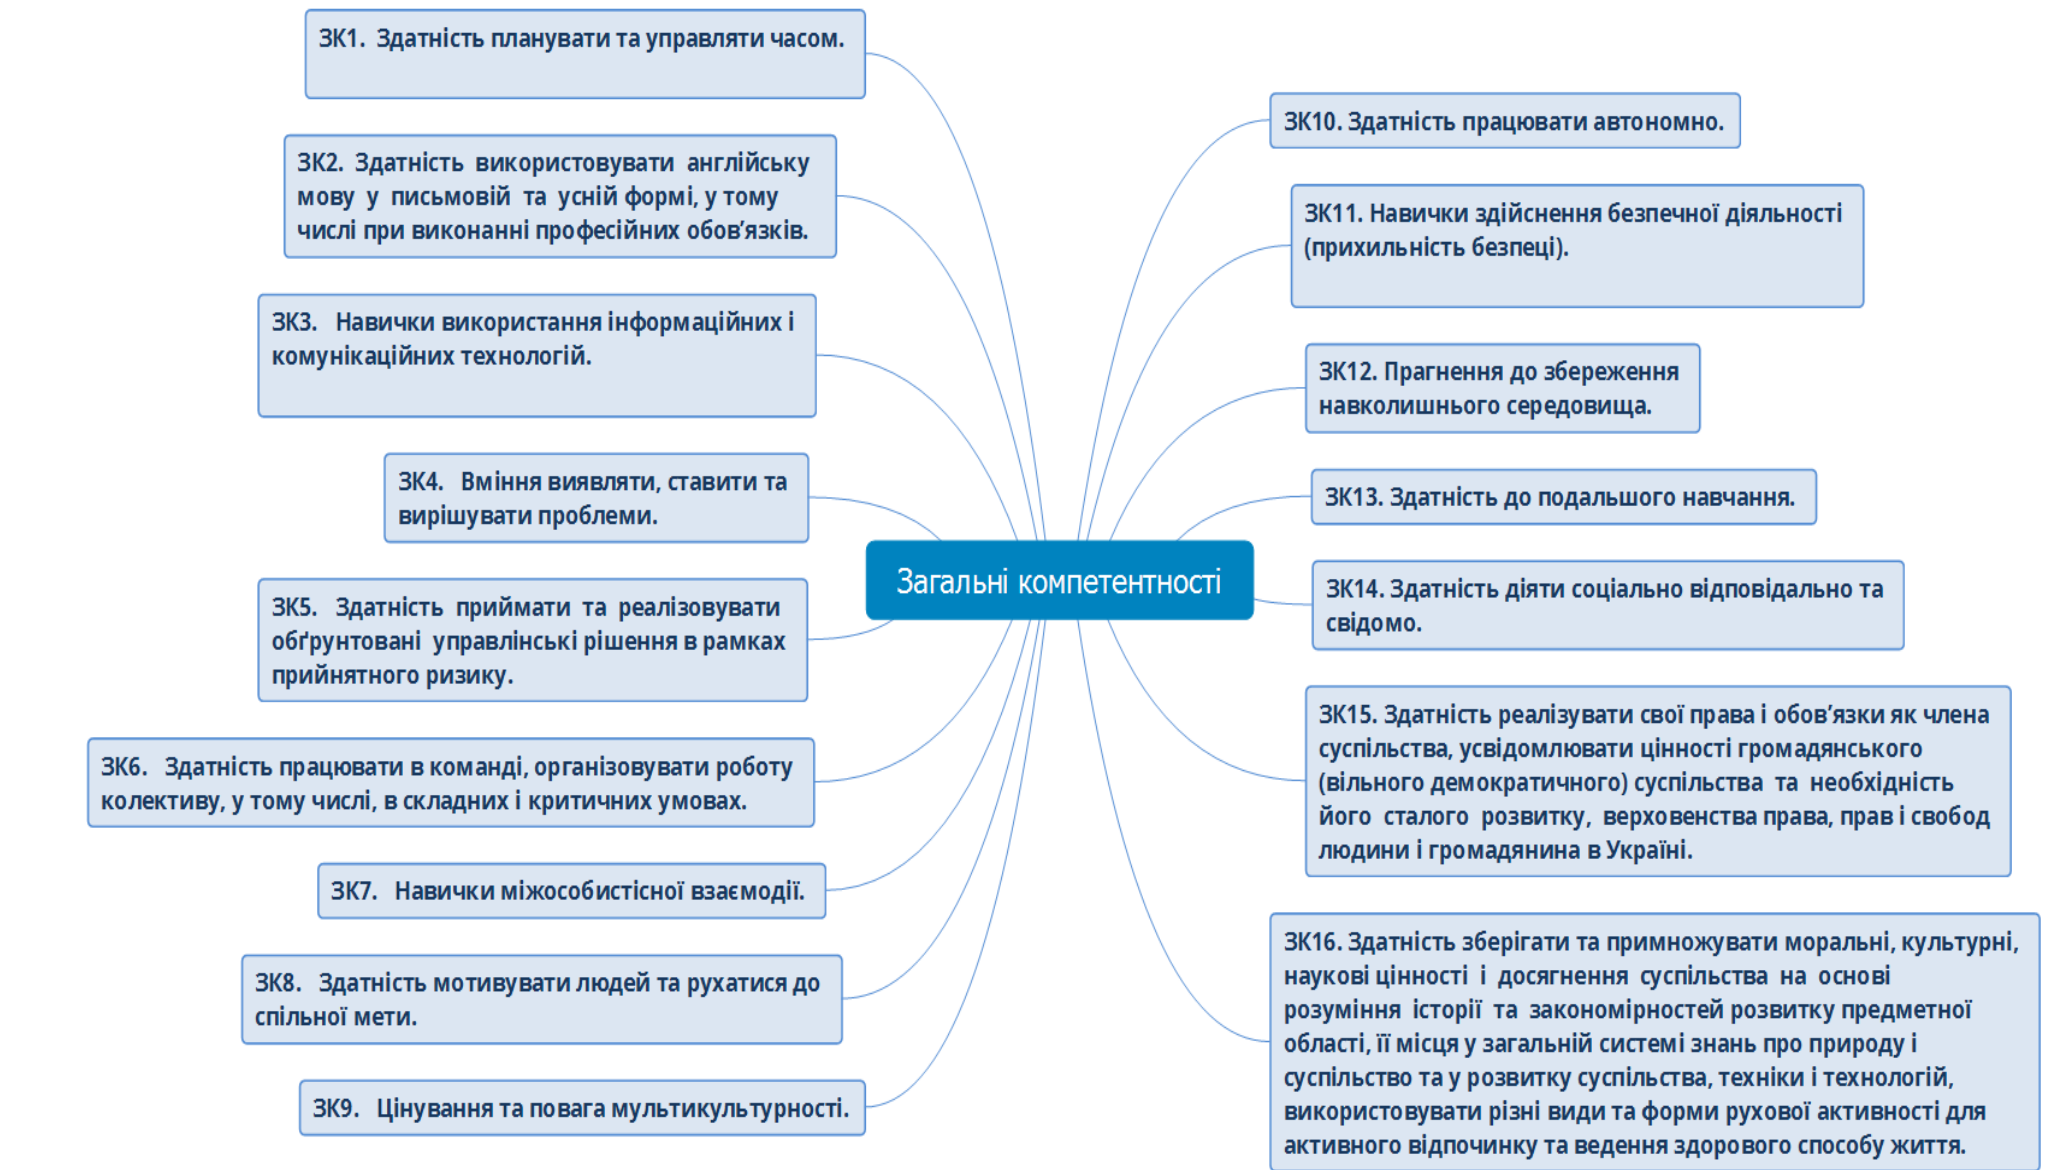 ЗК1. Здатність планувати та управляти часом.
ЗК2. Здатність використовувати англійську
мову у письмовій та усній формі, у тому
числі при виконанні професійних обов’язків.
ЗК3. Навички використання інформаційних і
комунікаційних технологій.
ЗК4. Вміння виявляти, ставити та
вирішувати проблеми.
ЗК5. Здатність приймати та реалізовувати
обґрунтовані управлінські рішення в рамках
прийнятного ризику.
ЗК6. Здатність працювати в команді, організовувати роботу
колективу, у тому числі, в складних і критичних умовах.
ЗК7. Навички міжособистісної взаємодії.
ЗК8. Здатність мотивувати людей та рухатися до
спільної мети.
ЗК9. Цінування та повага мультикультурності.
Загальні компетентності
ЗК10. Здатність працювати автономно.
ЗК11. Навички здійснення безпечної діяльності
(прихильність безпеці).
ЗК12. Прагнення до збереження
навколишнього середовища.
ЗК13. Здатність до подальшого навчання.
ЗК14. Здатність діяти соціально відповідально та
свідомо.
ЗК15. Здатність реалізувати свої права і обов’язки як члена
суспільства, усвідомлювати цінності громадянського
(вільного демократичного) суспільства та необхідність
його сталого розвитку, верховенства права, прав і свобод
людини і громадянина в Україні.
ЗК16. Здатність зберігати та примножувати моральні, культурні,
наукові цінності і досягнення суспільства на основі
розуміння історії та закономірностей розвитку предметної
області, її місця у загальній системі знань про природу і
суспільство та у розвитку суспільства, техніки і технологій,
використовувати різні види та форми рухової активності для
активного відпочинку та ведення здорового способу життя.